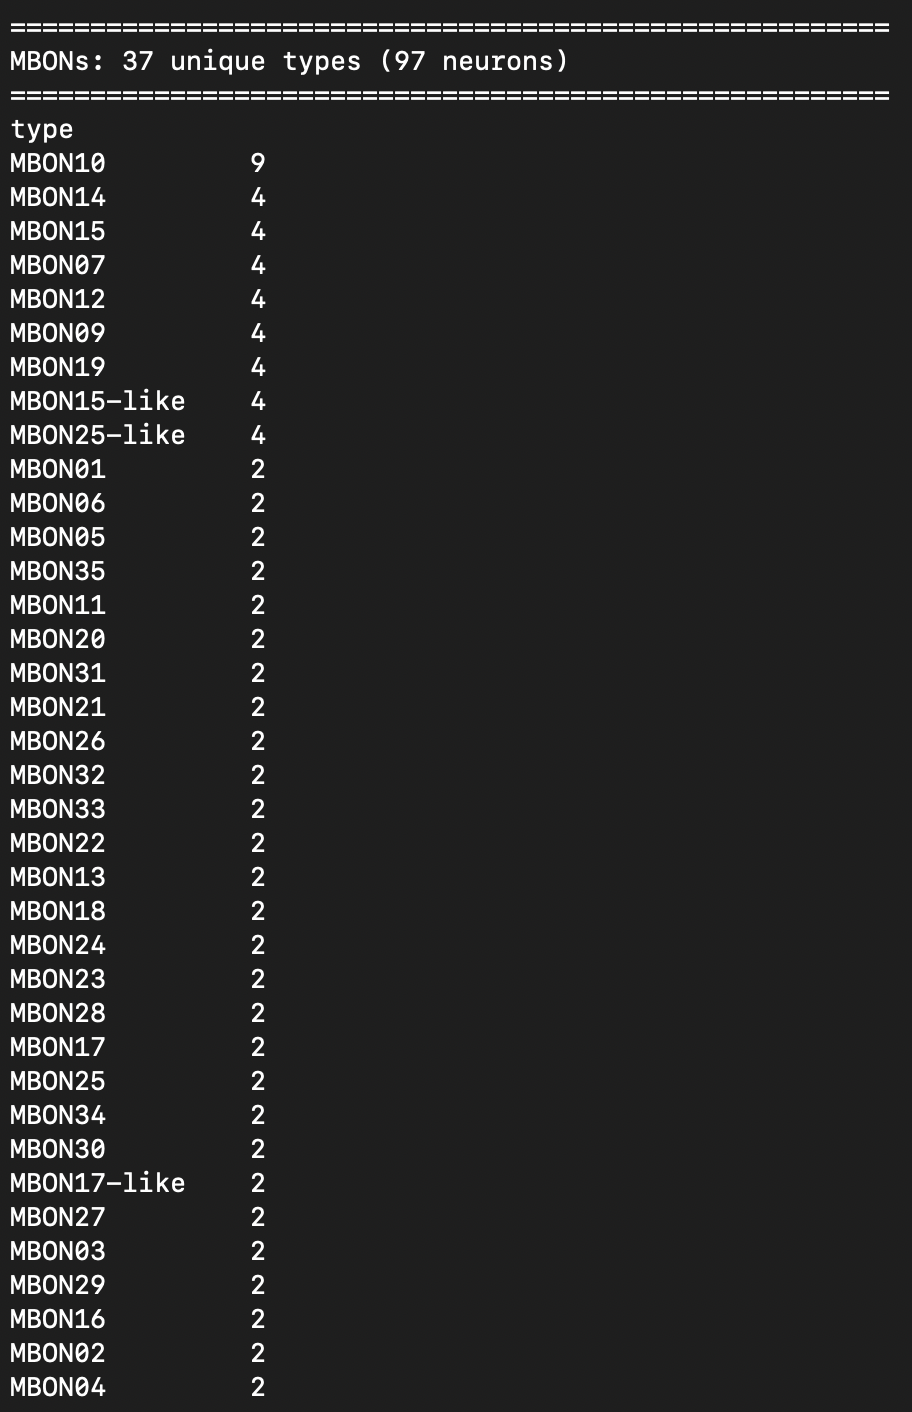 =======================================================
MBONs: 37 unique types (97 neurons)
=======================================================
type
MBON10         9
MBON14         4
MBON15         4
MBON07         4
MBON12         4
MBON09         4
MBON19         4
MBON15-like    4
MBON25-like    4
MBON01         2
MBON06         2
MBON05         2
MBON35         2
MBON11         2
MBON20         2
MBON31         2
MBON21         2
MBON26         2
MBON32         2
MBON33         2
MBON22         2
MBON13         2
MBON18         2
MBON24         2
MBON23         2
MBON28         2
MBON17         2
MBON25         2
MBON34         2
MBON30         2
MBON17-like    2
MBON27         2
MBON03         2
MBON29         2
MBON16         2
MBON02         2
MBON04         2